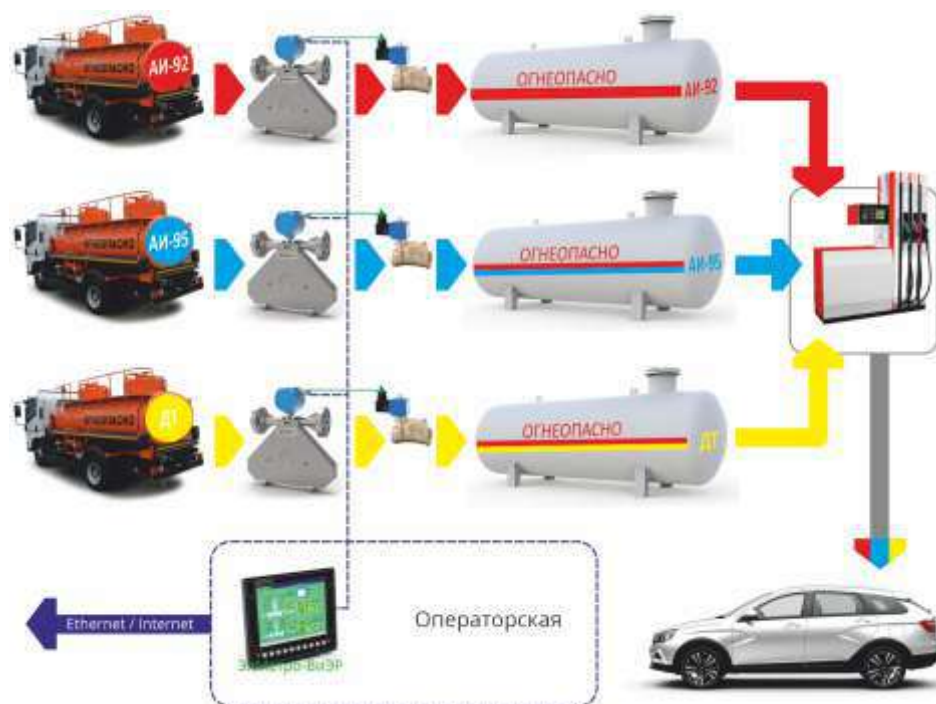 АИ-92
ОГНЕОПАСНО
ОГНЕОПАСНО
АИ-92
АИ-95
ОГНЕОПАСНО
ОГНЕОПАСНО
АИ-95
ДТ
ОГНЕОПАСНО
ОГНЕОПАСНО
ДТ
Ethernet / Internet
Операторская